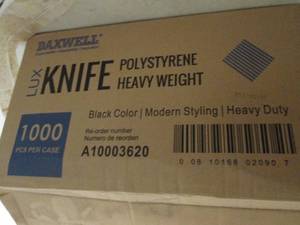 DAXWELL®
LUX KNIFE POLYSTYRENE
HEAVY WEIGHT
Black Color | Modern Styling | Heavy Duty
1000
PCS PER CASE
Re-order number
Numero de reorden
A10003620
0 08 10168 02090 7